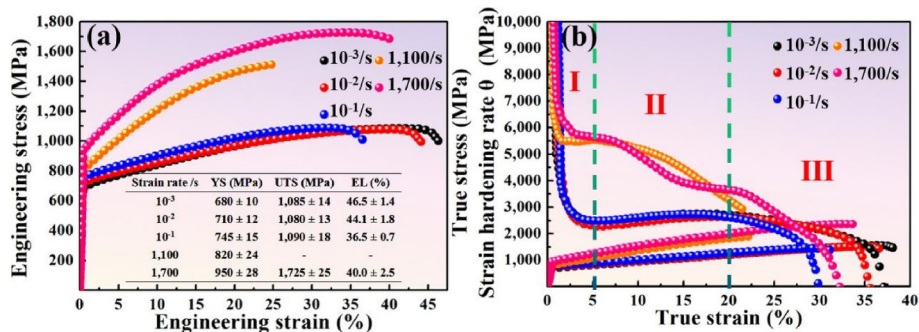 (a)
Engineering stress (MPa)
1,800
1,600
1,400
1,200
1,000
800
600
400
200
0
10⁻³/s 1,100/s
10⁻²/s 1,700/s
10⁻¹/s
Strain rate /s YS (MPa) UTS (MPa) EL (%)
10⁻³ 680 ± 10 1,085 ± 14 46.5 ± 1.4
10⁻² 710 ± 12 1,080 ± 13 44.1 ± 1.8
10⁻¹ 745 ± 15 1,090 ± 18 36.5 ± 0.7
1,100 820 ± 24 - -
1,700 950 ± 28 1,725 ± 25 40.0 ± 2.5
0 5 10 15 20 25 30 35 40 45
Engineering strain (%)
(b)
True stress (MPa)
Strain hardening rate θ (MPa)
10,000
9,000
8,000
7,000
6,000
5,000
4,000
3,000
2,000
1,000
10⁻³/s 1,100/s
10⁻²/s 1,700/s
10⁻¹/s
I
II
III
0 5 10 15 20 25 30 35 40
True strain (%)